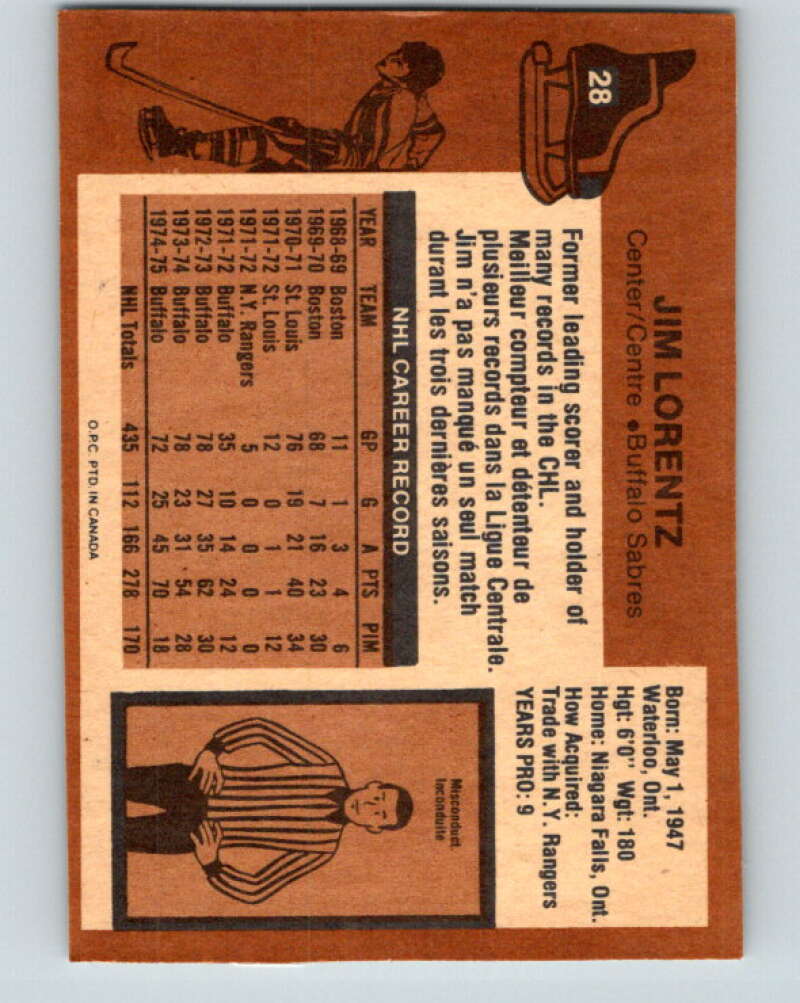 28
JIM LORENTZ
Center/Centre •Buffalo Sabres
Born: May 1, 1947
Waterloo, Ont.
Hgt: 6'0" Wgt: 180
Home: Niagara Falls, Ont.
How Acquired:
Trade with N.Y. Rangers
YEARS PRO: 9
Former leading scorer and holder of
many records in the CHL.
Meilleur compteur et détenteur de
plusieurs records dans la Ligue Centrale.
Jim n'a pas manqué un seul match
durant les trois dernières saisons.
NHL CAREER RECORD
YEAR TEAM GP G A PTS PIM
1968-69 Boston 11 1 3 4 6
1969-70 Boston 68 7 16 23 30
1970-71 St. Louis 76 19 21 40 34
1971-72 St. Louis 12 0 1 1 12
1971-72 N.Y. Rangers 5 0 0 0 0
1971-72 Buffalo 35 10 14 24 12
1972-73 Buffalo 78 27 35 62 30
1973-74 Buffalo 78 23 31 54 28
1974-75 Buffalo 72 25 45 70 18
NHL Totals 435 112 166 278 170
Misconduct
Inconduite
O.P.C. PTD. IN CANADA